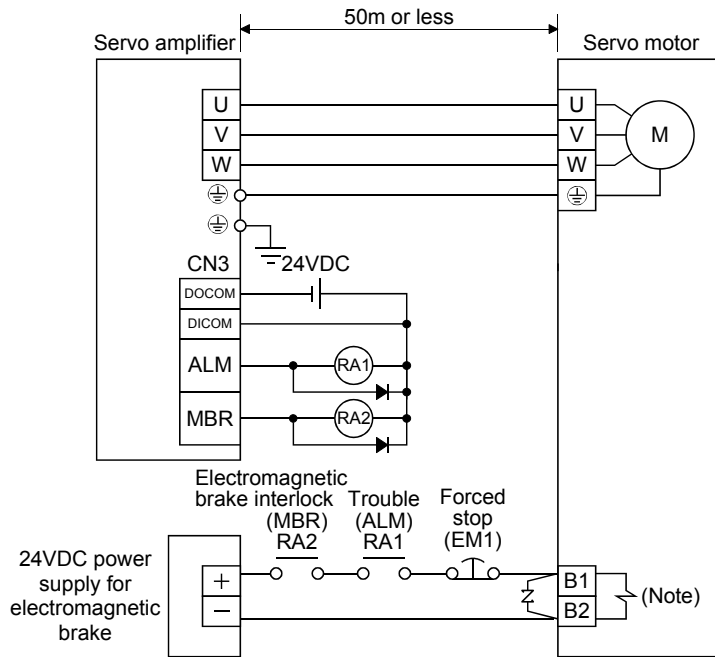 50m or less
Servo amplifier
Servo motor
U
U
V
V
M
W
W
CN3
24VDC
DOCOM
DICOM
ALM
RA1
MBR
RA2
Electromagnetic
brake interlock
(MBR)
RA2
Trouble
(ALM)
RA1
Forced
stop
(EM1)
24VDC power
supply for
electromagnetic
brake
+
−
B1
B2
(Note)